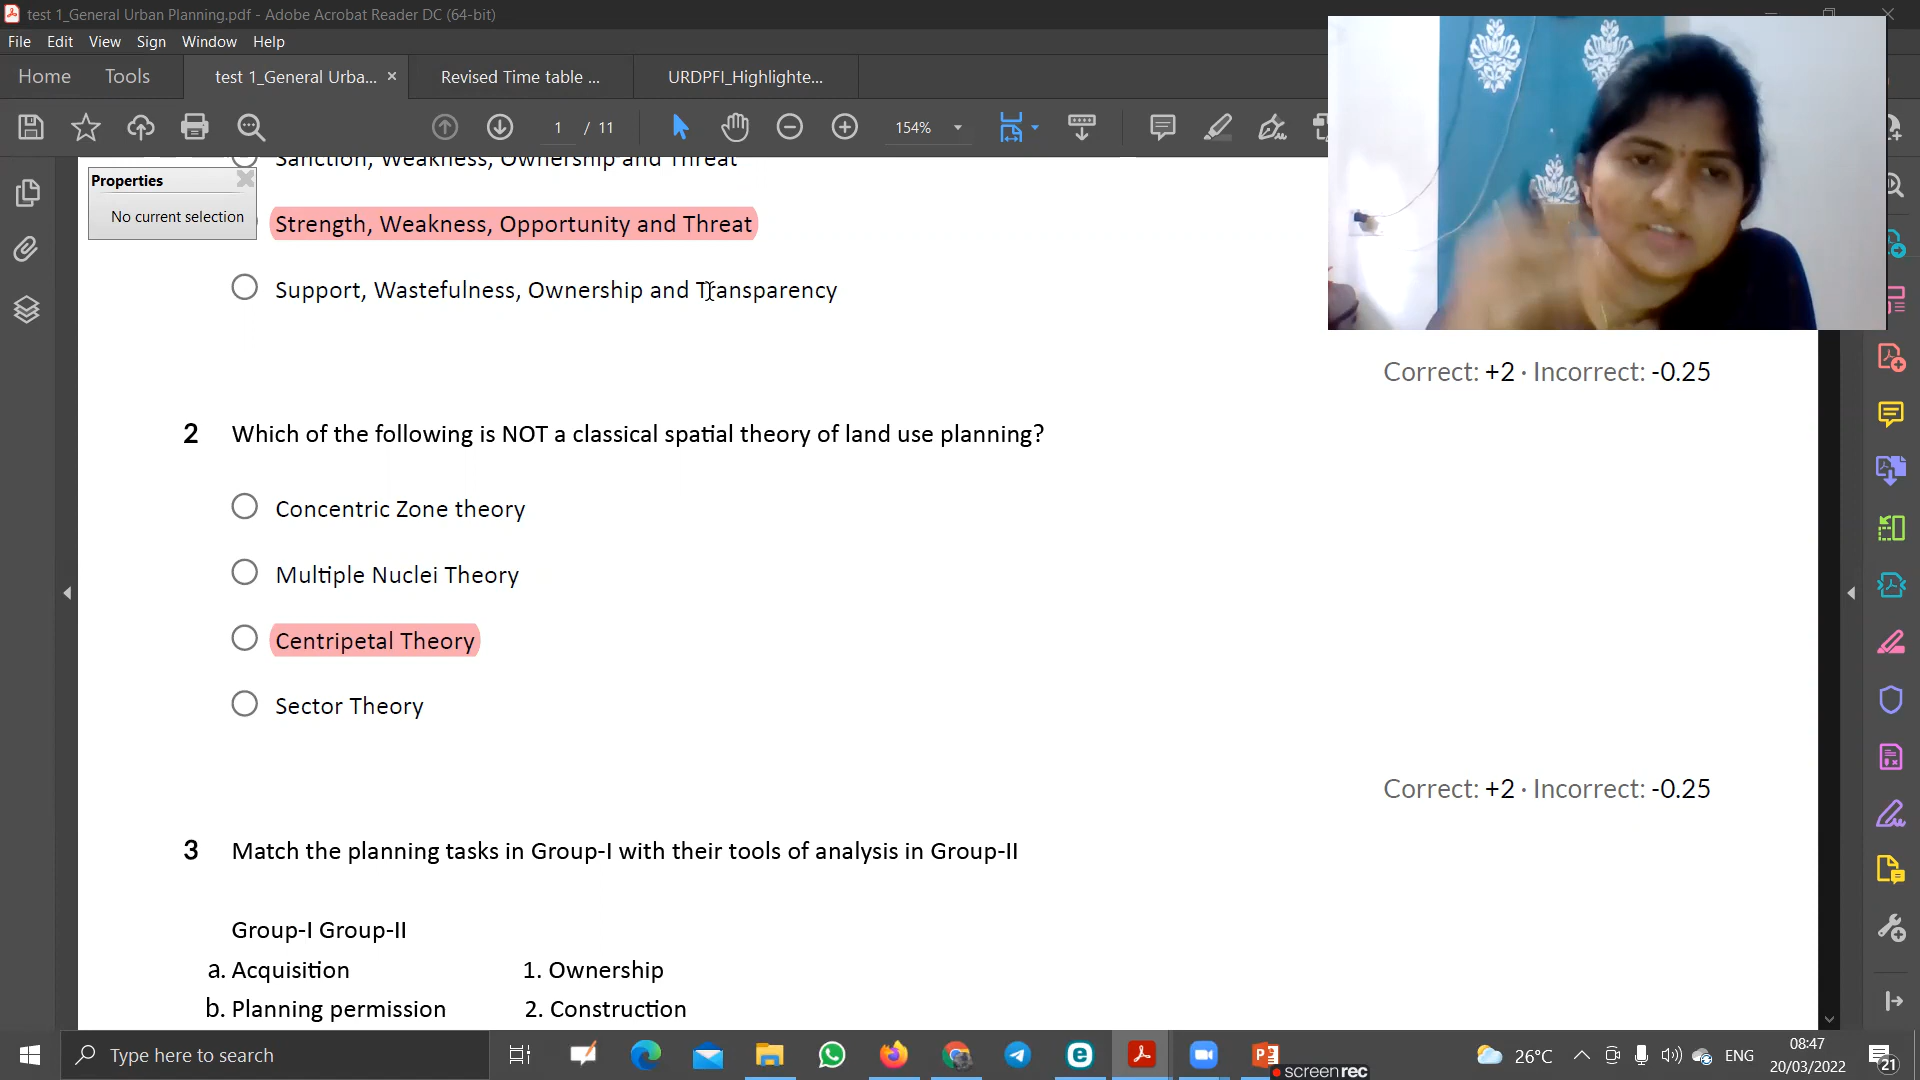 test 1_General Urban Planning.pdf - Adobe Acrobat Reader DC (64-bit)
File Edit View Sign Window Help
Home Tools test 1_General Urba... × Revised Time table ... URDPFI_Highlighte...
1 / 11 154%
Sanction, Weakness, Ownership and Threat
Properties
No current selection
Strength, Weakness, Opportunity and Threat
Support, Wastefulness, Ownership and Transparency
Correct: +2 · Incorrect: -0.25
2 Which of the following is NOT a classical spatial theory of land use planning?
Concentric Zone theory
Multiple Nuclei Theory
Centripetal Theory
Sector Theory
Correct: +2 · Incorrect: -0.25
3 Match the planning tasks in Group-I with their tools of analysis in Group-II
Group-I Group-II
a. Acquisition 1. Ownership
b. Planning permission 2. Construction
Type here to search
26°C ENG 08:47
20/03/2022 21
screenrec